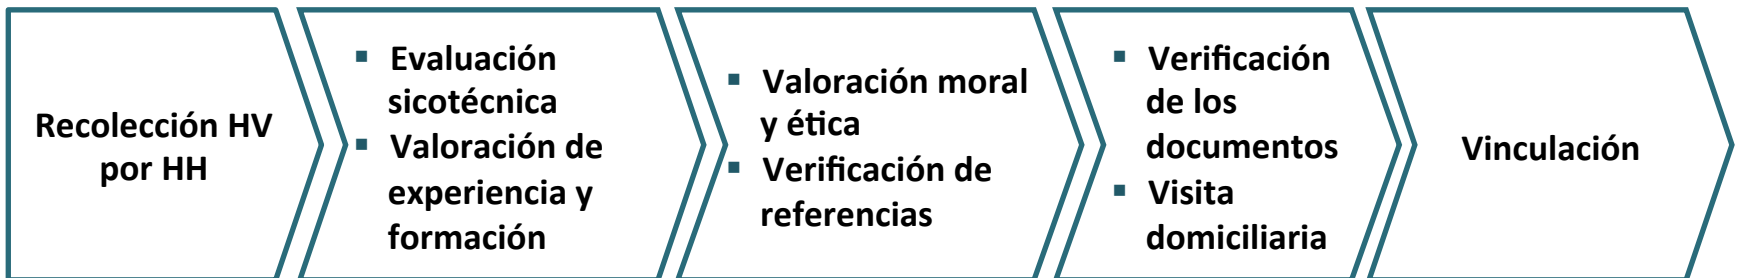 Recolección HV
por HH
▪ Evaluación
sicotécnica
▪ Valoración de
experiencia y
formación
▪ Valoración moral
y ética
▪ Verificación de
referencias
▪ Verificación
de los
documentos
▪ Visita
domiciliaria
Vinculación